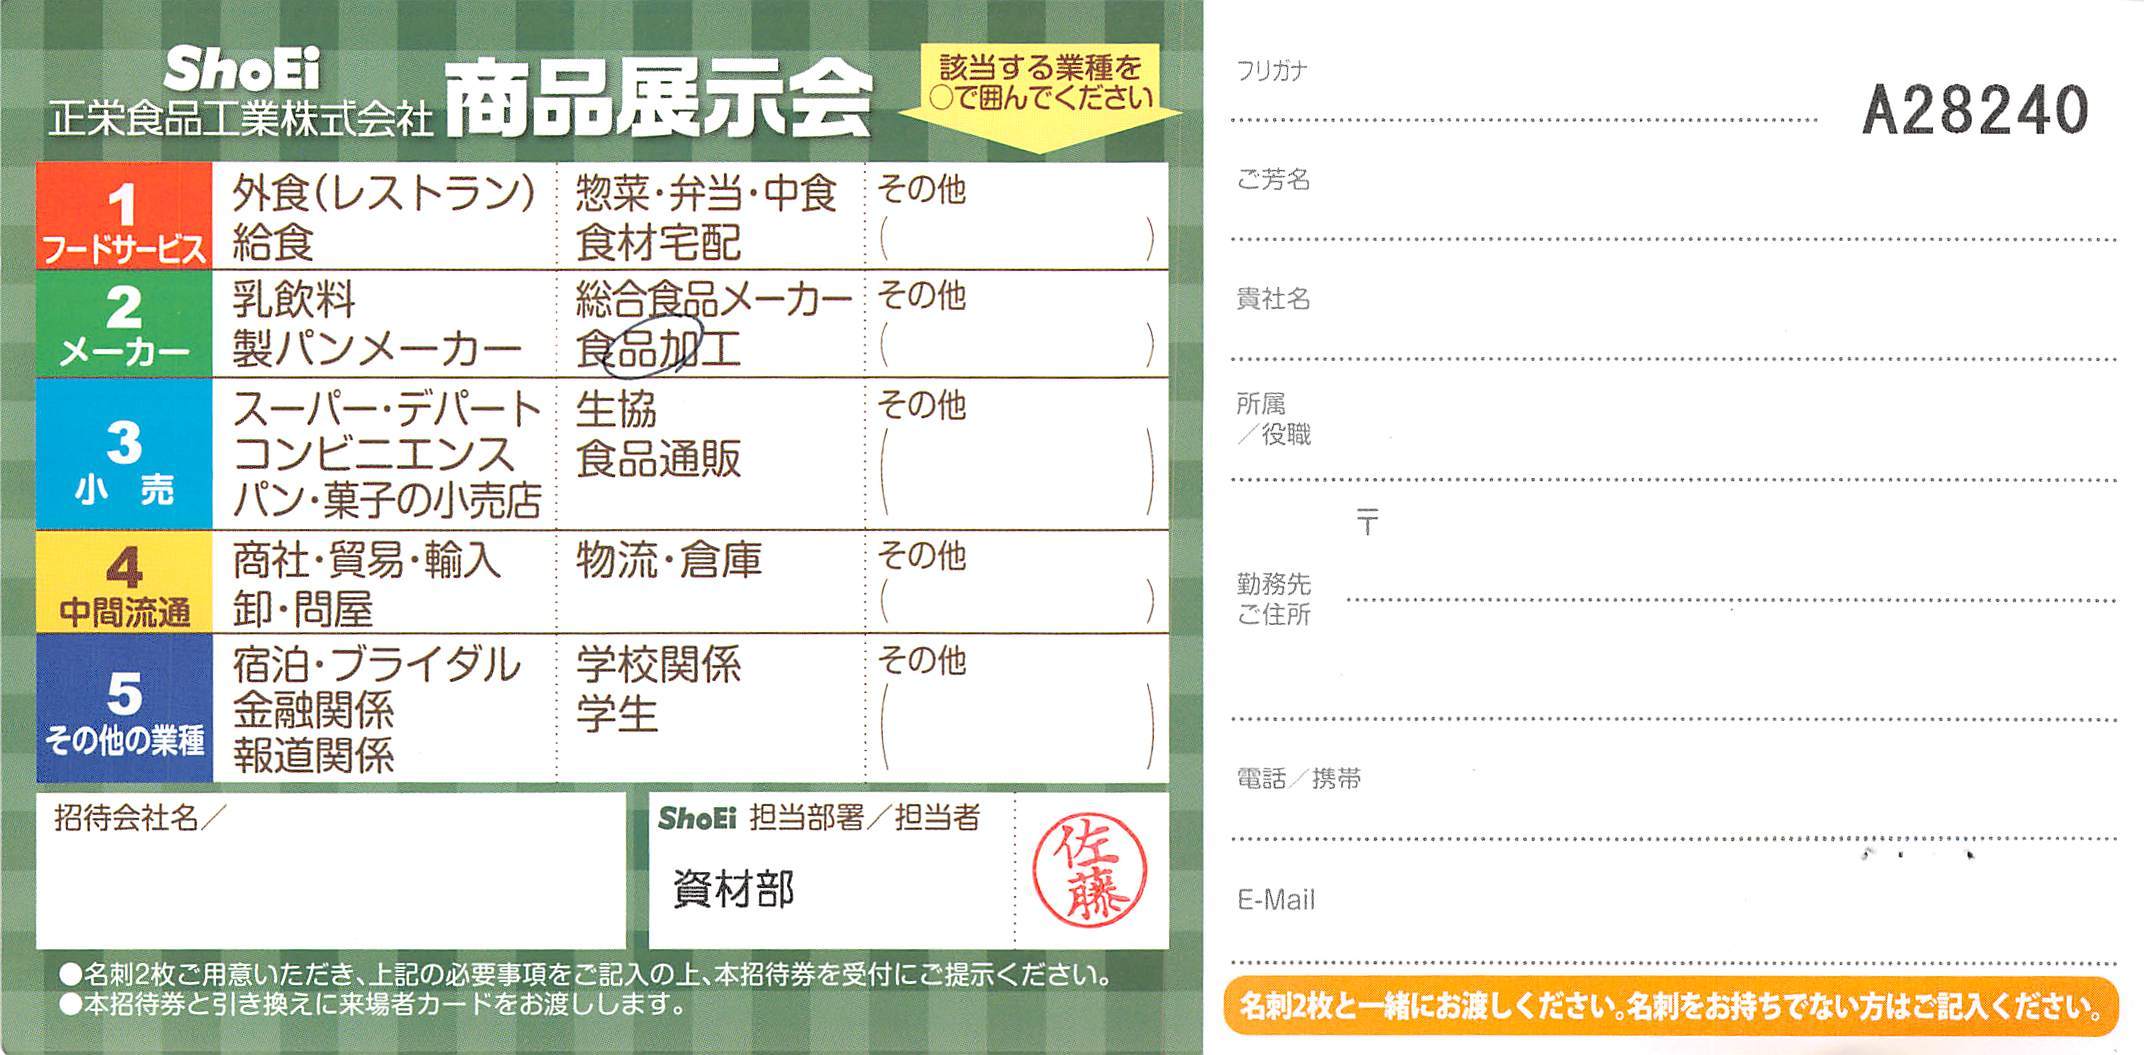 ShoEi
正栄食品工業株式会社 商品展示会
該当する業種を
○で囲んでください
1
フードサービス
外食(レストラン)
給食
惣菜・弁当・中食
食材宅配
その他
( )
2
メーカー
乳飲料
製パンメーカー
総合食品メーカー
食品加工
その他
( )
3
小 売
スーパー・デパート
コンビニエンス
パン・菓子の小売店
生協
食品通販
その他
( )
4
中間流通
商社・貿易・輸入
卸・問屋
物流・倉庫
その他
( )
5
その他の業種
宿泊・ブライダル
金融関係
報道関係
学校関係
学生
その他
( )
招待会社名/
ShoEi 担当部署/担当者
資材部
佐藤
●名刺2枚ご用意いただき、上記の必要事項をご記入の上、本招待券を受付にご提示ください。
●本招待券と引き換えに来場者カードをお渡しします。
フリガナ
A28240
ご芳名
貴社名
所属
/役職
〒
勤務先
ご住所
電話/携帯
E-Mail
名刺2枚と一緒にお渡しください。名刺をお持ちでない方はご記入ください。